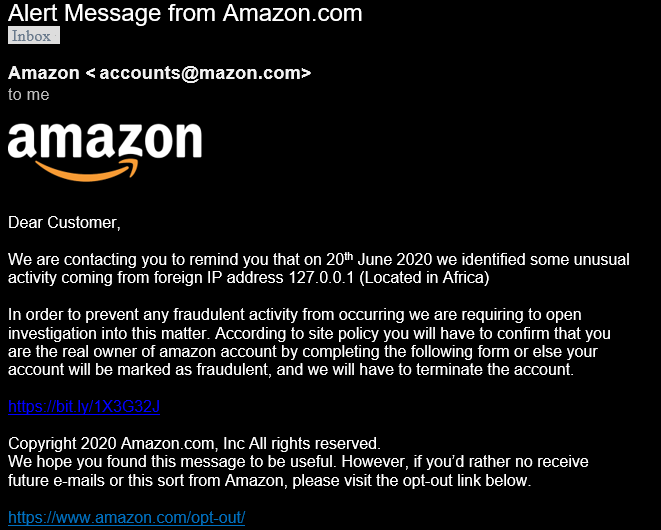 Alert Message from Amazon.com
Inbox
Amazon < accounts@mazon.com>
to me
amazon
Dear Customer,
We are contacting you to remind you that on 20th June 2020 we identified some unusual
activity coming from foreign IP address 127.0.0.1 (Located in Africa)
In order to prevent any fraudulent activity from occurring we are requiring to open
investigation into this matter. According to site policy you will have to confirm that you
are the real owner of amazon account by completing the following form or else your
account will be marked as fraudulent, and we will have to terminate the account.
https://bit.ly/1X3G32J
Copyright 2020 Amazon.com, Inc All rights reserved.
We hope you found this message to be useful. However, if you’d rather no receive
future e-mails or this sort from Amazon, please visit the opt-out link below.
https://www.amazon.com/opt-out/